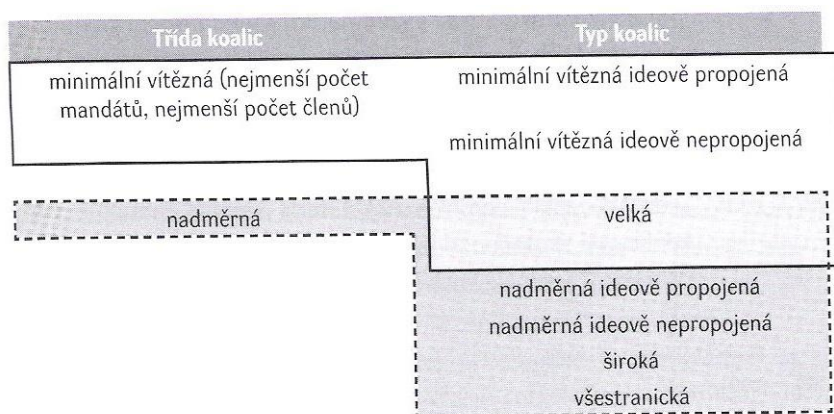 Třída koalic
Typ koalic
minimální vítězná (nejmenší počet
mandátů, nejmenší počet členů)
minimální vítězná ideově propojená
minimální vítězná ideově nepropojená
nadměrná
velká
nadměrná ideově propojená
nadměrná ideově nepropojená
široká
všestranická